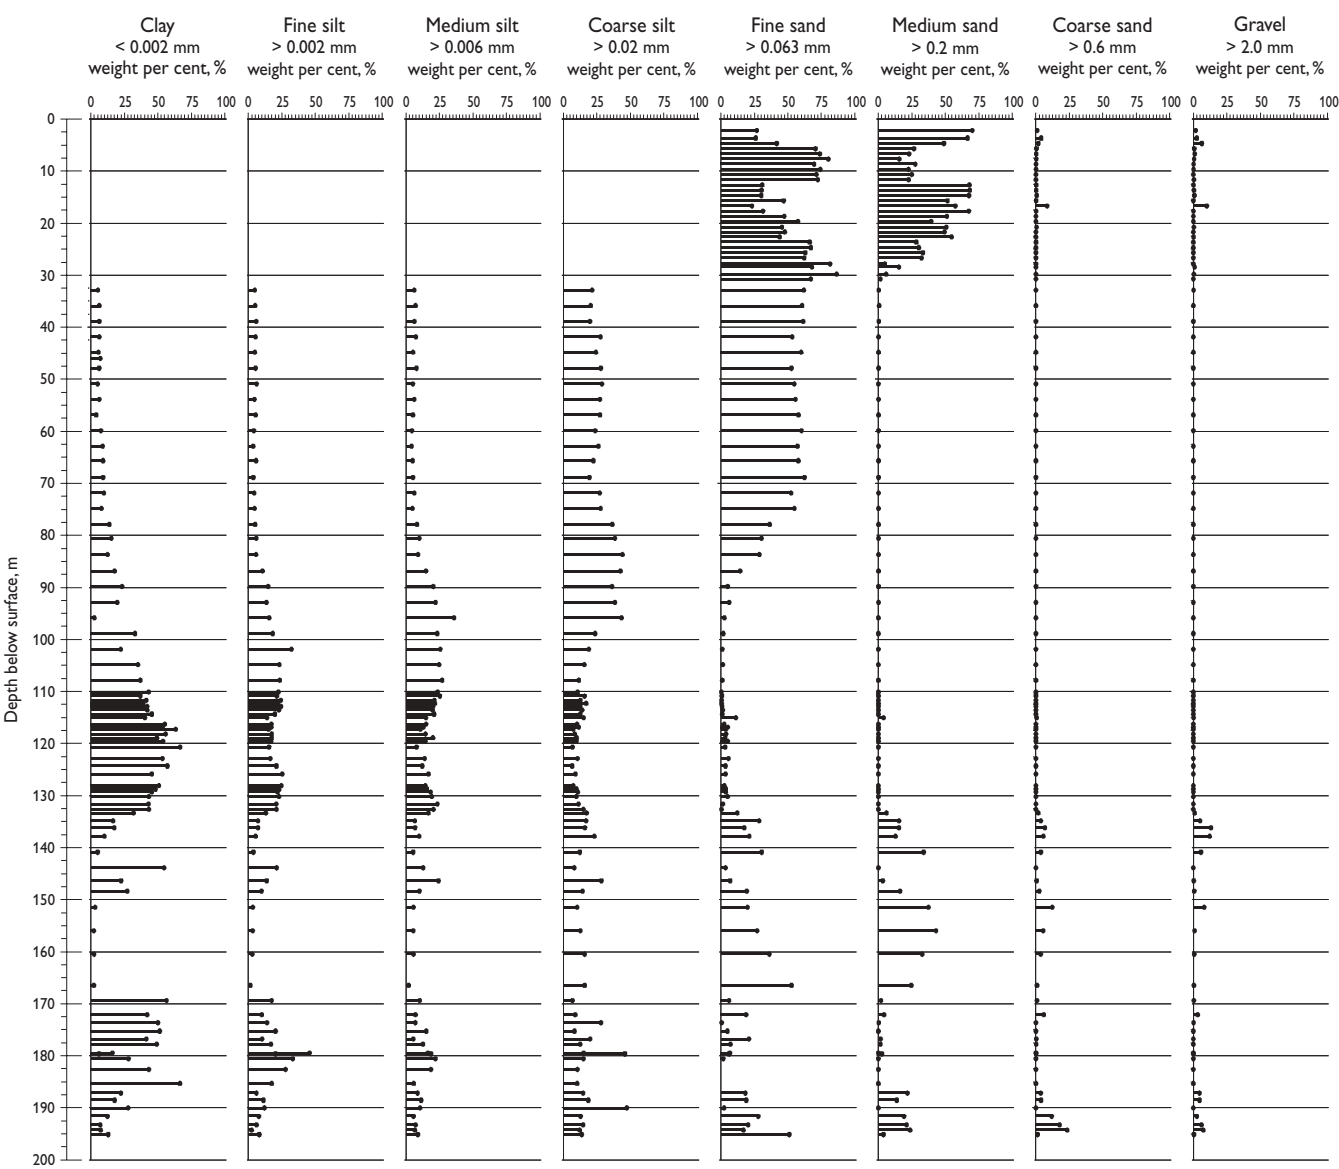 Clay
< 0.002 mm
weight per cent, %
Fine silt
> 0.002 mm
weight per cent, %
Medium silt
> 0.006 mm
weight per cent, %
Coarse silt
> 0.02 mm
weight per cent, %
Fine sand
> 0.063 mm
weight per cent, %
Medium sand
> 0.2 mm
weight per cent, %
Coarse sand
> 0.6 mm
weight per cent, %
Gravel
> 2.0 mm
weight per cent, %
0 25 50 75 100
0 25 50 75 100
0 25 50 75 100
0 25 50 75 100
0 25 50 75 100
0 25 50 75 100
0 25 50 75 100
0 25 50 75 100
Depth below surface, m
0
10
20
30
40
50
60
70
80
90
100
110
120
130
140
150
160
170
180
190
200